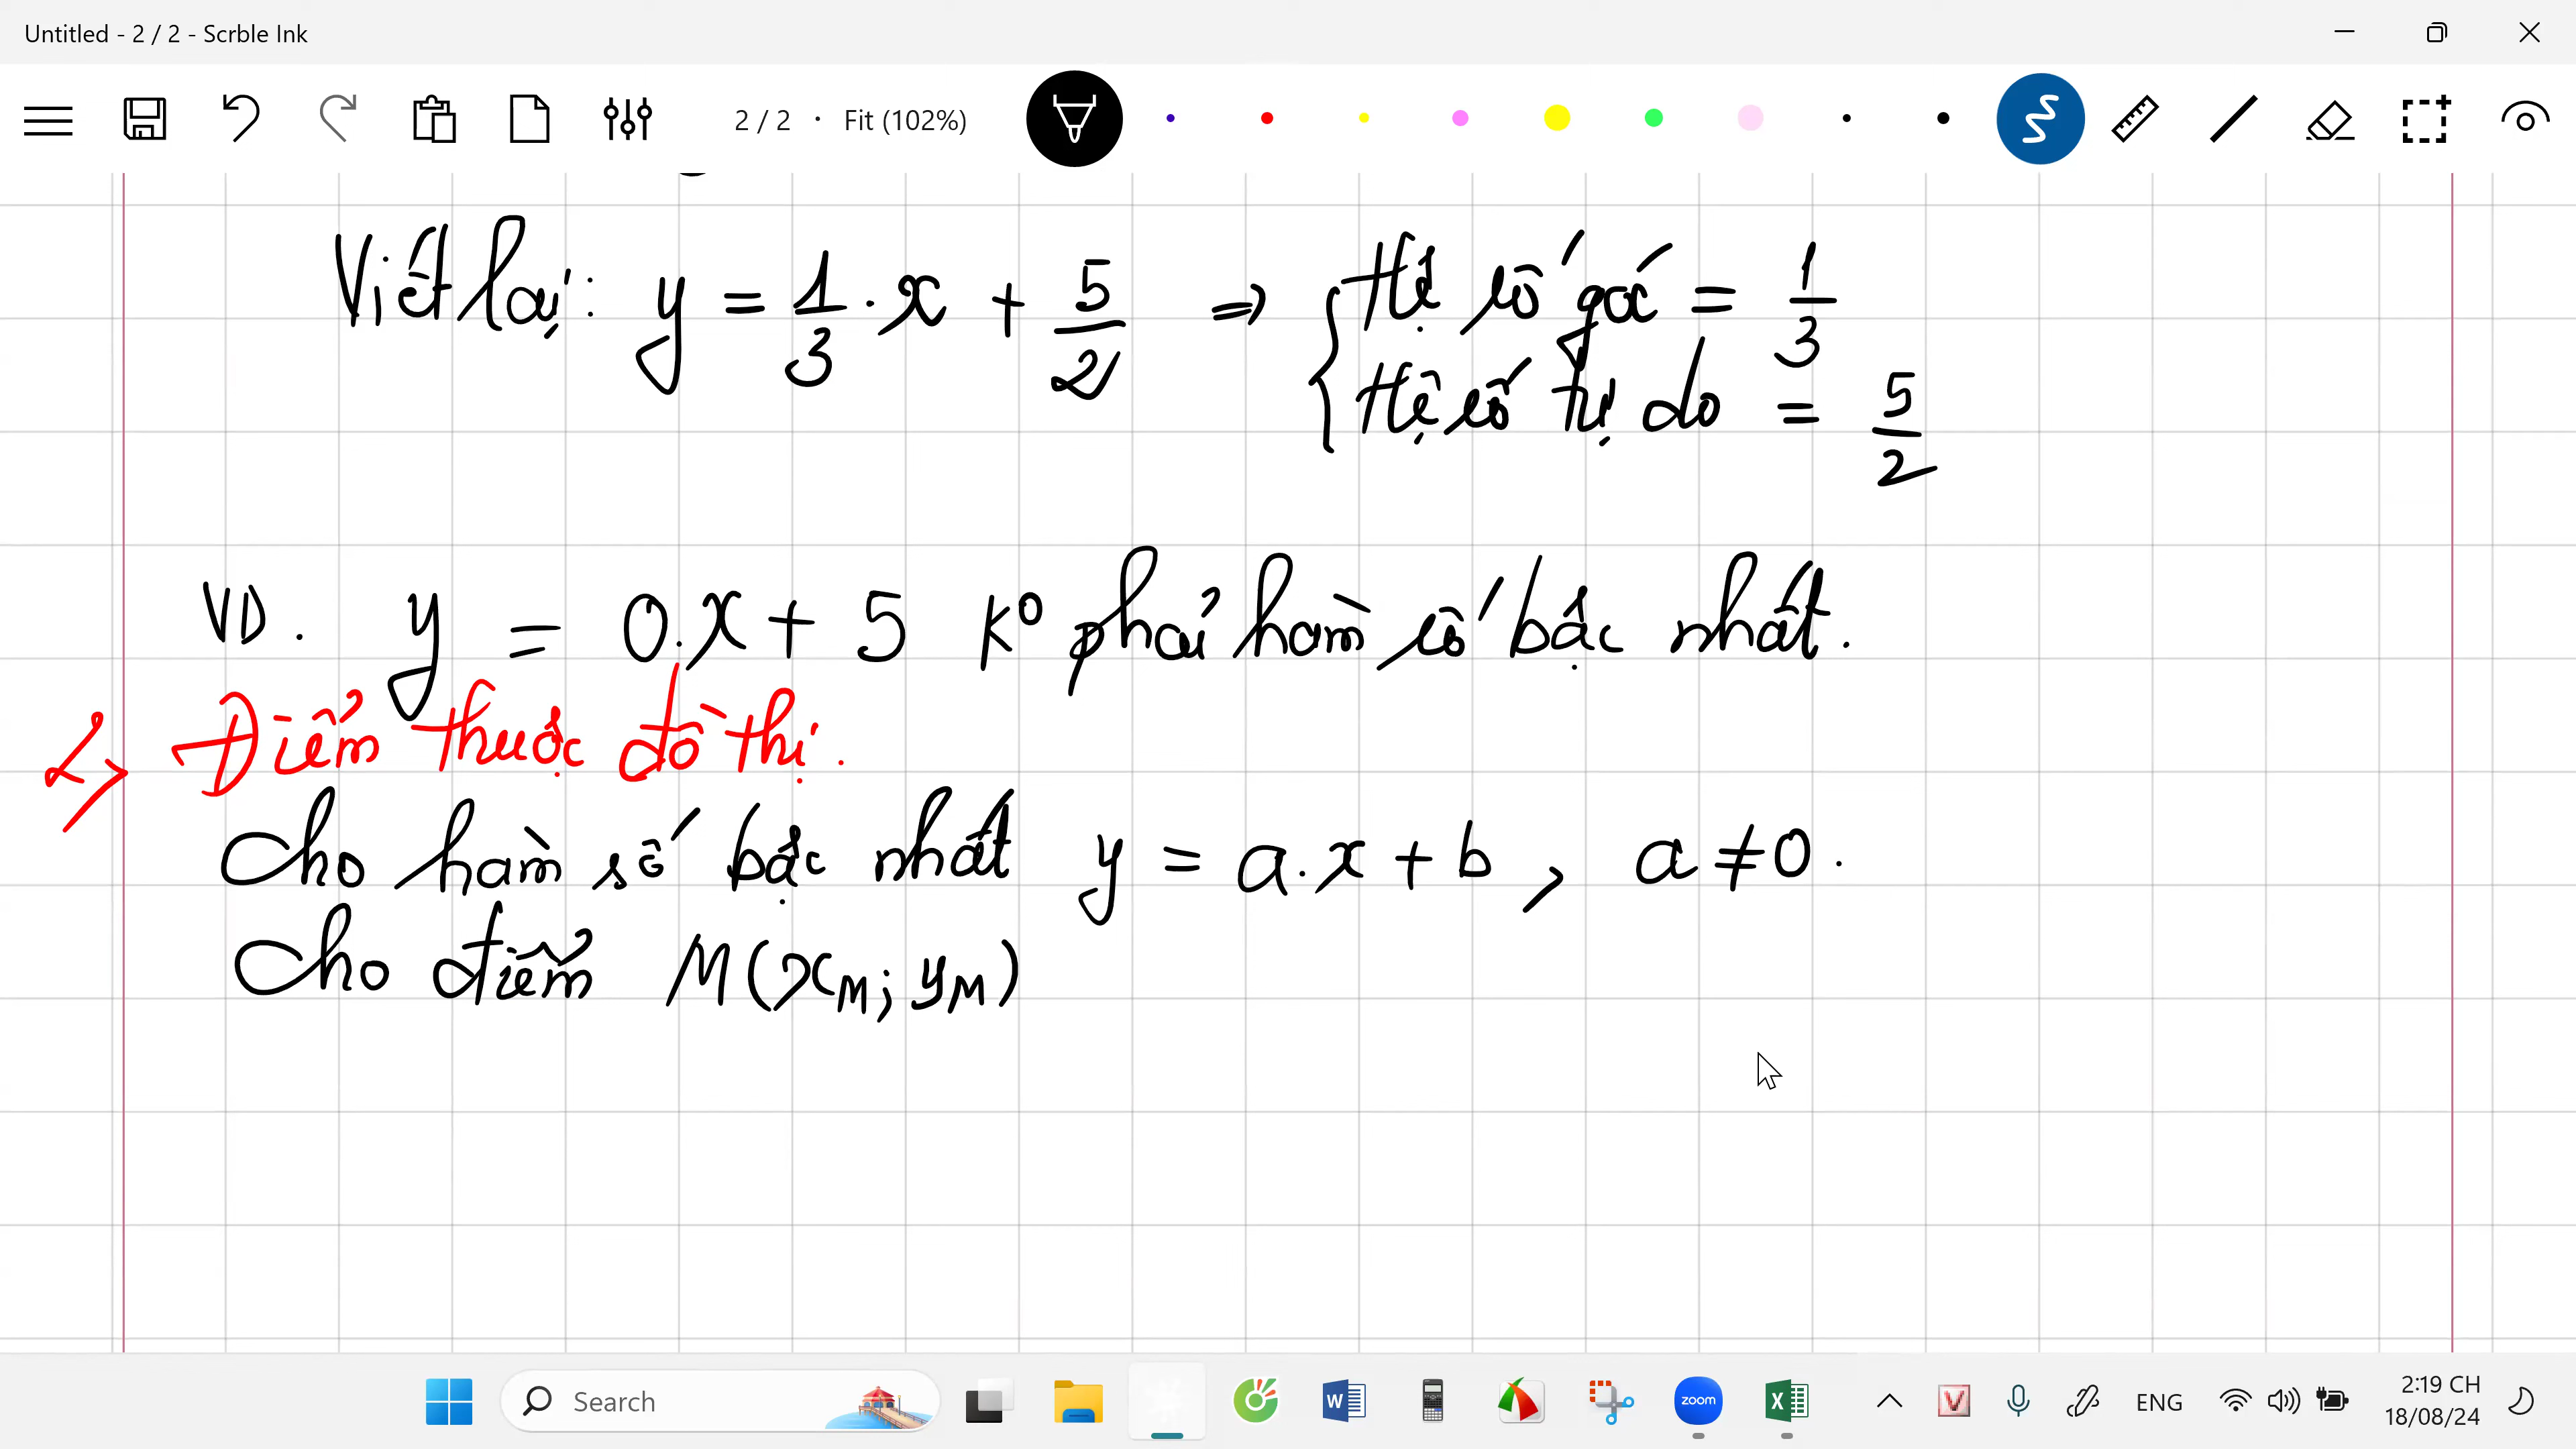 Untitled - 2 / 2 - Scrble Ink
2 / 2 · Fit (102%)
Viết lại: y = 1/3 . x + 5/2 => { Hệ số góc = 1/3
Hệ số tự do = 5/2
VD. y = 0.x + 5 K⁰ phải hàm số bậc nhất.
2, Điểm thuộc đồ thị.
Cho hàm số bậc nhất y = a.x + b , a ≠ 0.
Cho điểm M(x_M; y_M)
Search
zoom
ENG
2:19 CH
18/08/24